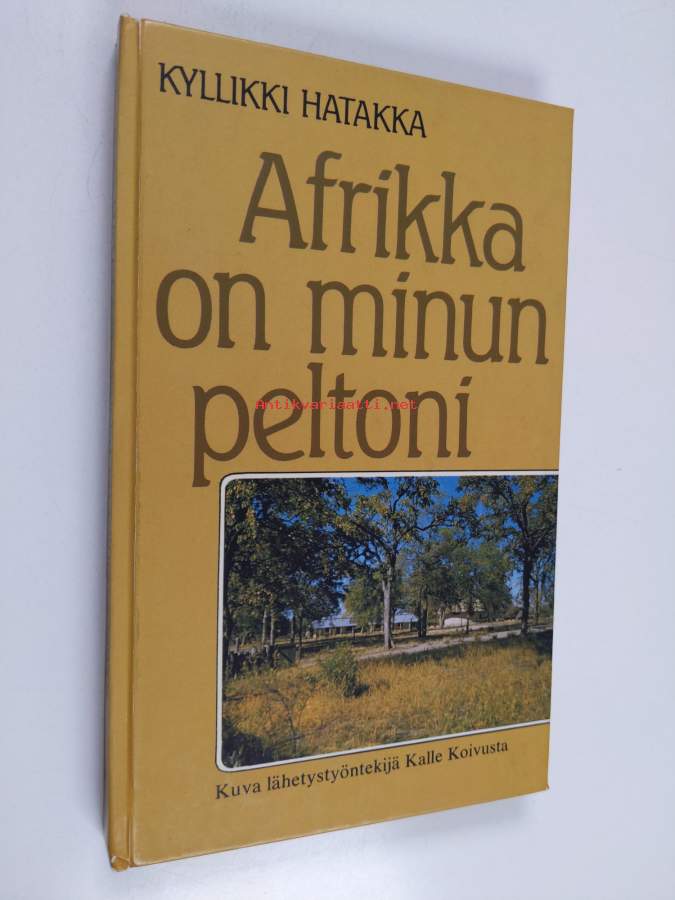 KYLLIKKI HATAKKA
Afrikka
on minun
peltoni
Antikvariaatti.net
Kuva lähetystyöntekijä Kalle Koivusta